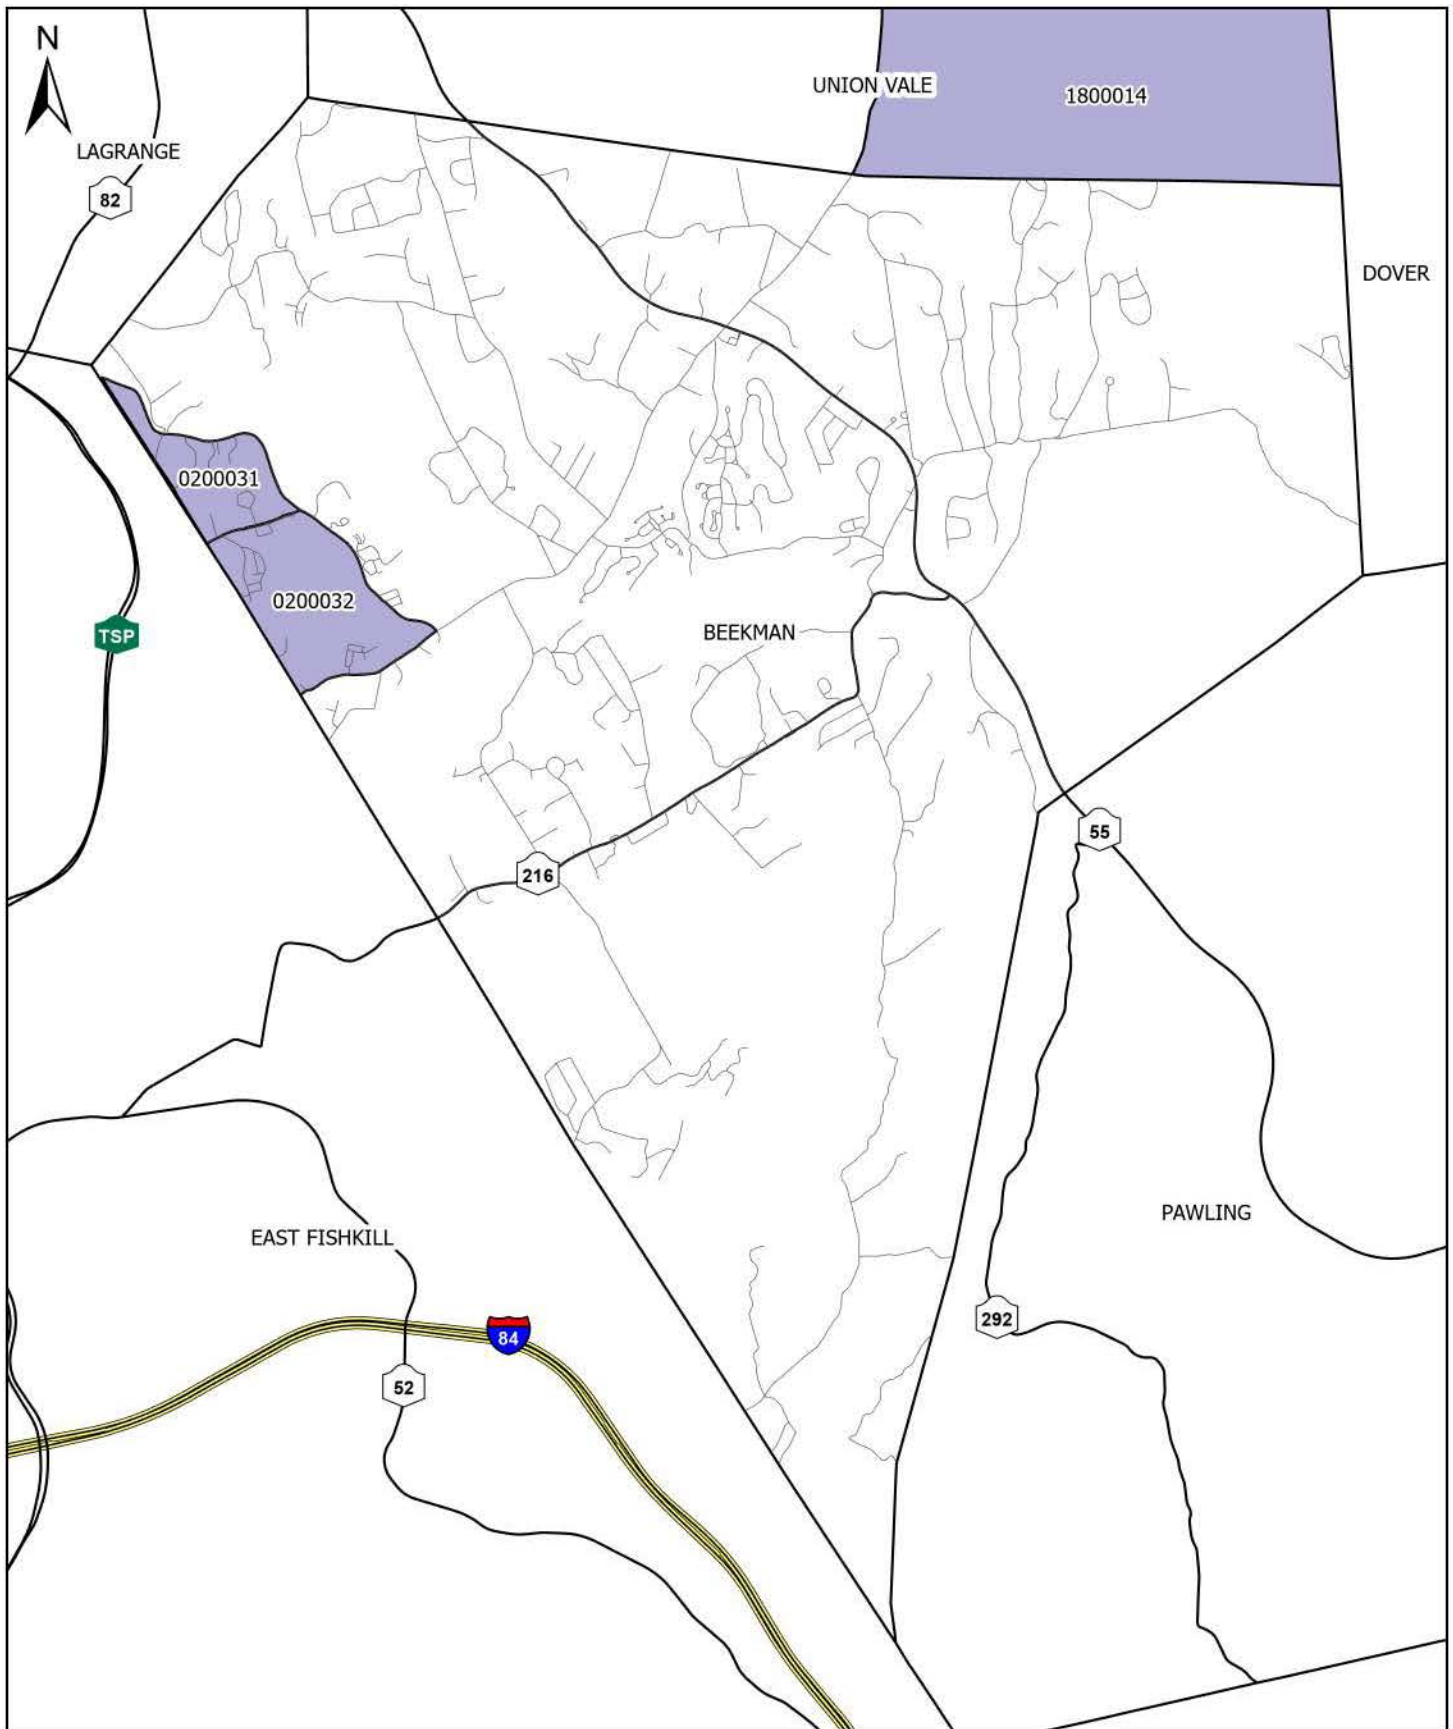 N
UNION VALE
1800014
LAGRANGE
82
DOVER
0200031
0200032
TSP
BEEKMAN
55
216
PAWLING
EAST FISHKILL
292
84
52